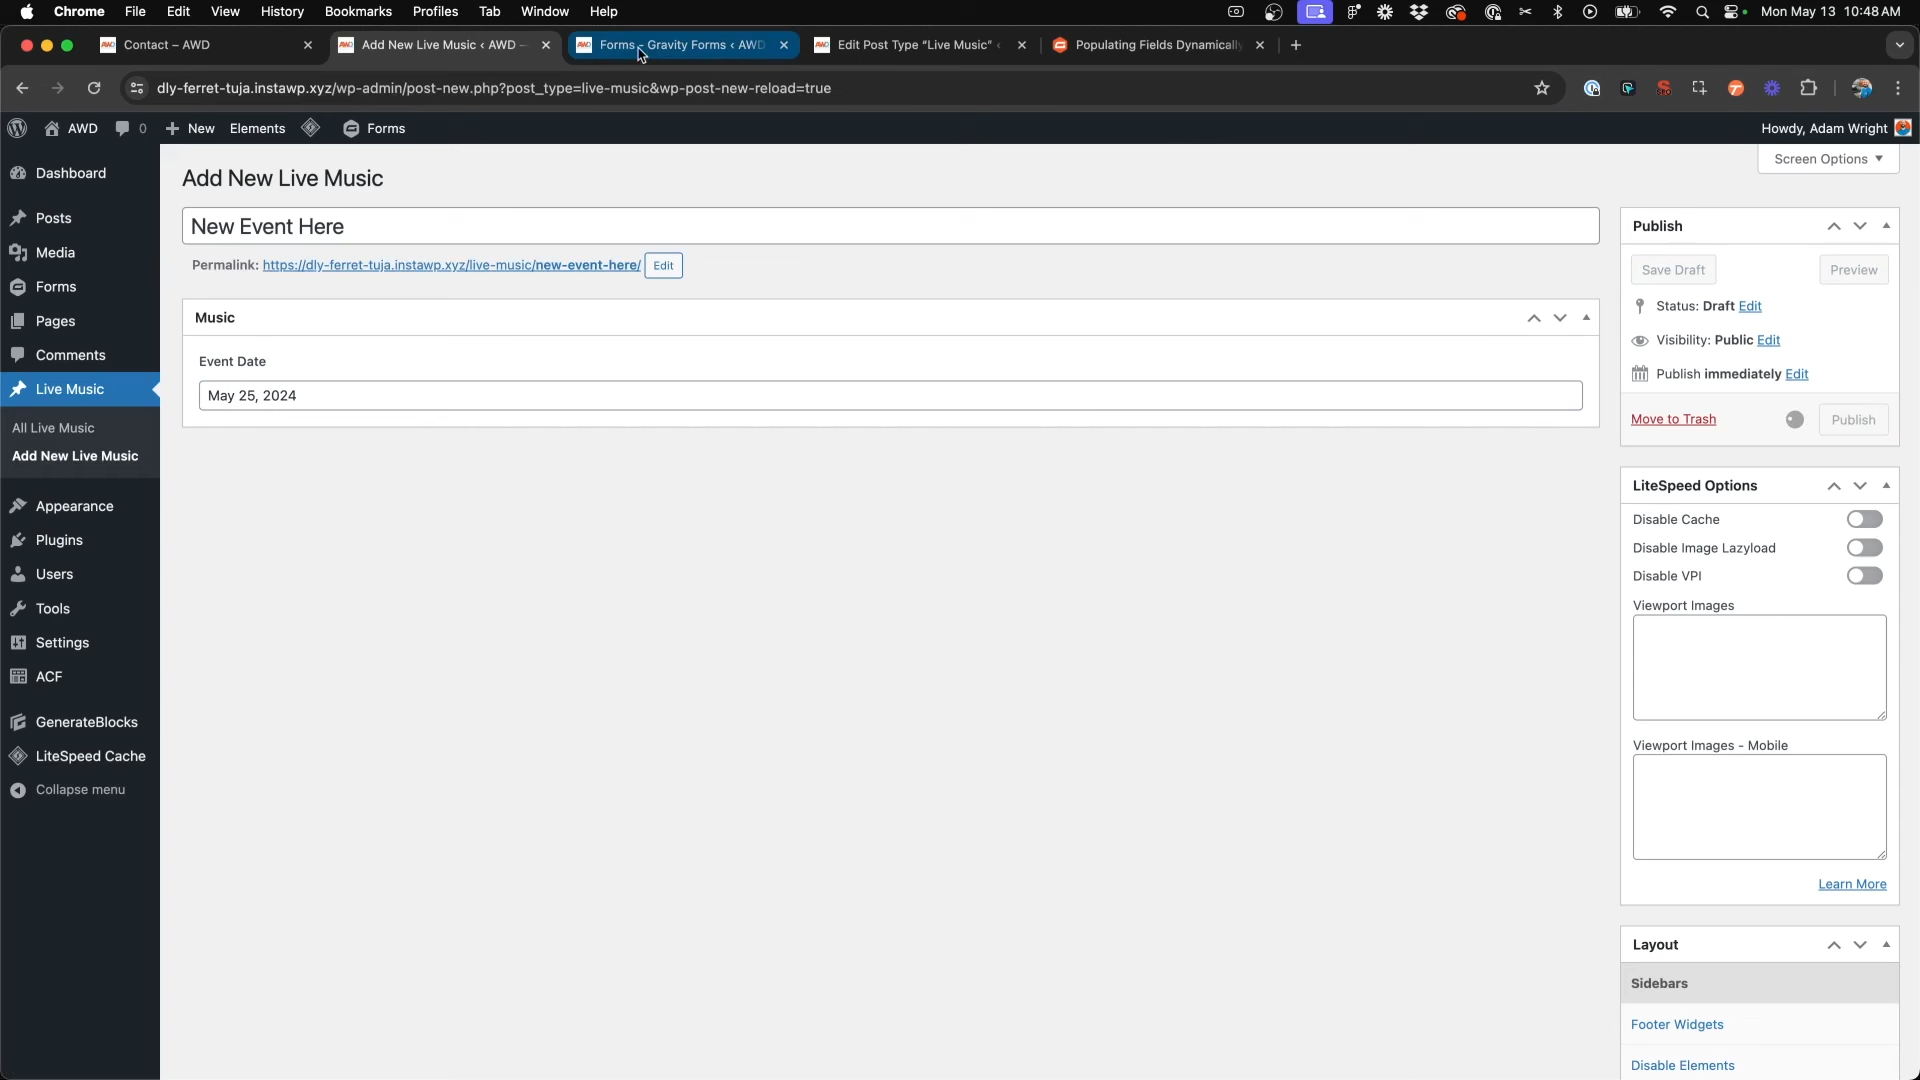 Chrome File Edit View History Bookmarks Profiles Tab Window Help Mon May 13 10:48 AM
Contact – AWD
Add New Live Music ‹ AWD –
Forms – Gravity Forms ‹ AWD
Edit Post Type “Live Music” ‹
Populating Fields Dynamically
dly-ferret-tuja.instawp.xyz/wp-admin/post-new.php?post_type=live-music&wp-post-new-reload=true
AWD 0 New Elements Forms
Howdy, Adam Wright
Dashboard
Posts
Media
Forms
Pages
Comments
Live Music
All Live Music
Add New Live Music
Appearance
Plugins
Users
Tools
Settings
ACF
GenerateBlocks
LiteSpeed Cache
Collapse menu
Screen Options
Add New Live Music
New Event Here
Permalink: https://dly-ferret-tuja.instawp.xyz/live-music/new-event-here/ Edit
Music
Event Date
May 25, 2024
Publish
Save Draft
Preview
Status: Draft Edit
Visibility: Public Edit
Publish immediately Edit
Move to Trash
Publish
LiteSpeed Options
Disable Cache
Disable Image Lazyload
Disable VPI
Viewport Images
Viewport Images - Mobile
Learn More
Layout
Sidebars
Footer Widgets
Disable Elements